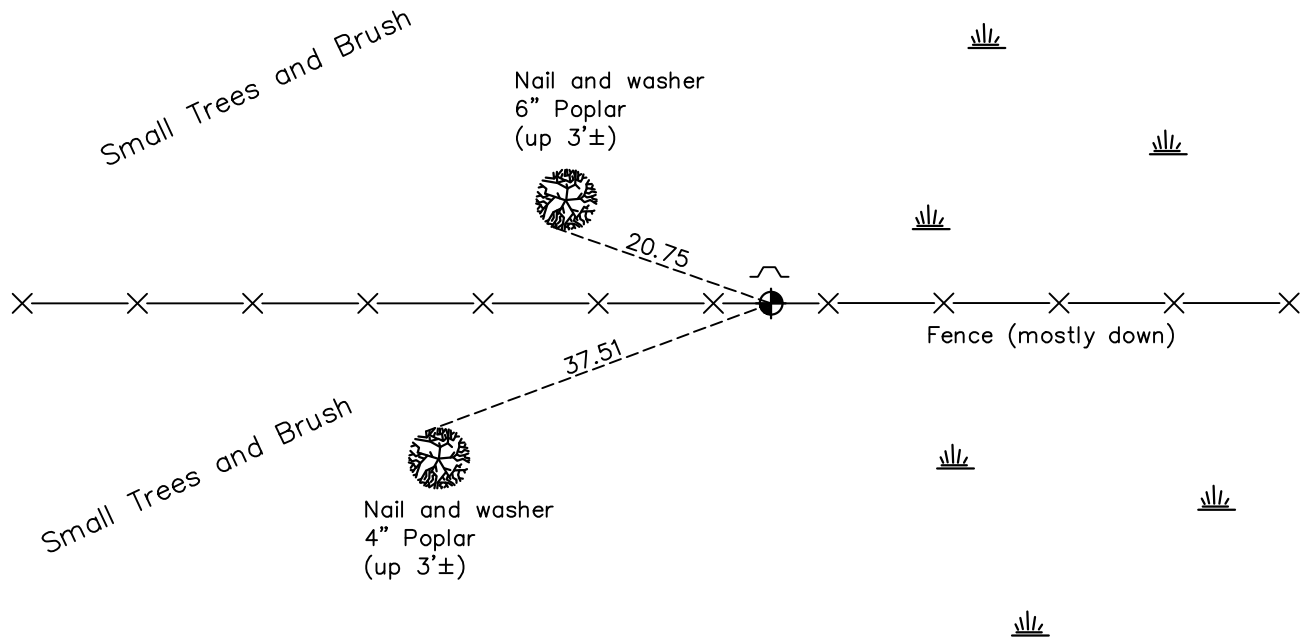 Small Trees and Brush
Nail and washer
6" Poplar
(up 3'±)
20.75
Fence (mostly down)
37.51
Small Trees and Brush
Nail and washer
4" Poplar
(up 3'±)